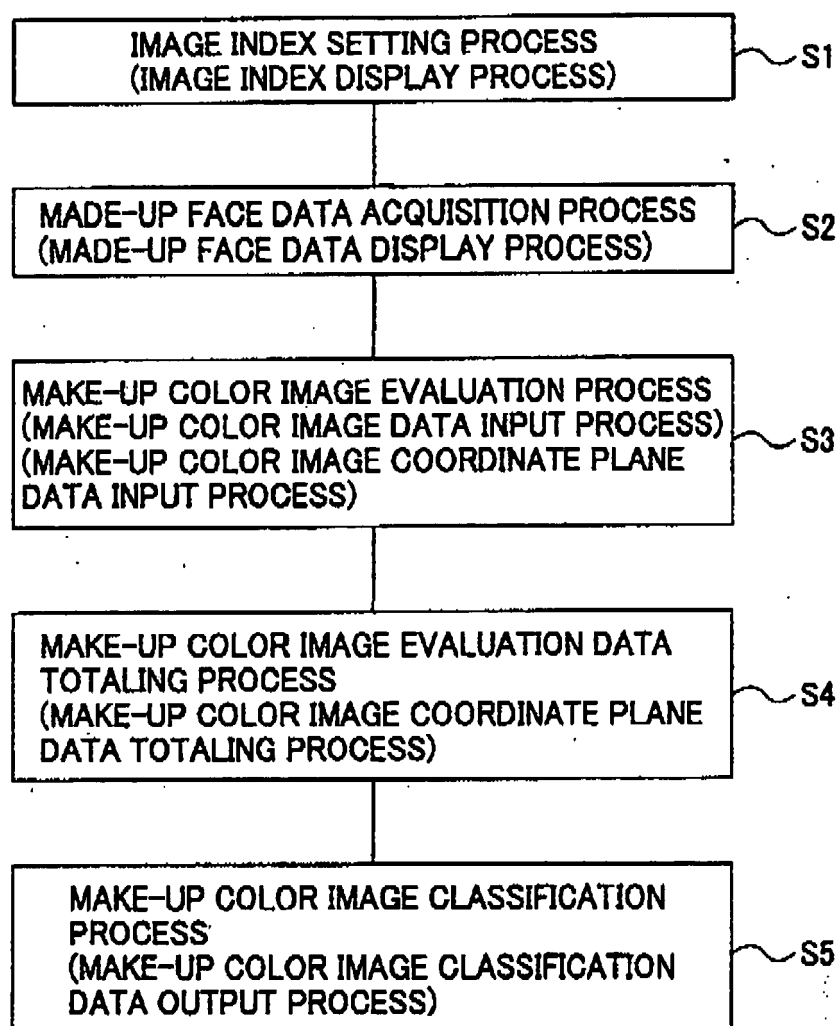 IMAGE INDEX SETTING PROCESS
(IMAGE INDEX DISPLAY PROCESS)
S1
MADE-UP FACE DATA ACQUISITION PROCESS
(MADE-UP FACE DATA DISPLAY PROCESS)
S2
MAKE-UP COLOR IMAGE EVALUATION PROCESS
(MAKE-UP COLOR IMAGE DATA INPUT PROCESS)
(MAKE-UP COLOR IMAGE COORDINATE PLANE
DATA INPUT PROCESS)
S3
MAKE-UP COLOR IMAGE EVALUATION DATA
TOTALING PROCESS
(MAKE-UP COLOR IMAGE COORDINATE PLANE
DATA TOTALING PROCESS)
S4
MAKE-UP COLOR IMAGE CLASSIFICATION
PROCESS
(MAKE-UP COLOR IMAGE CLASSIFICATION
DATA OUTPUT PROCESS)
S5